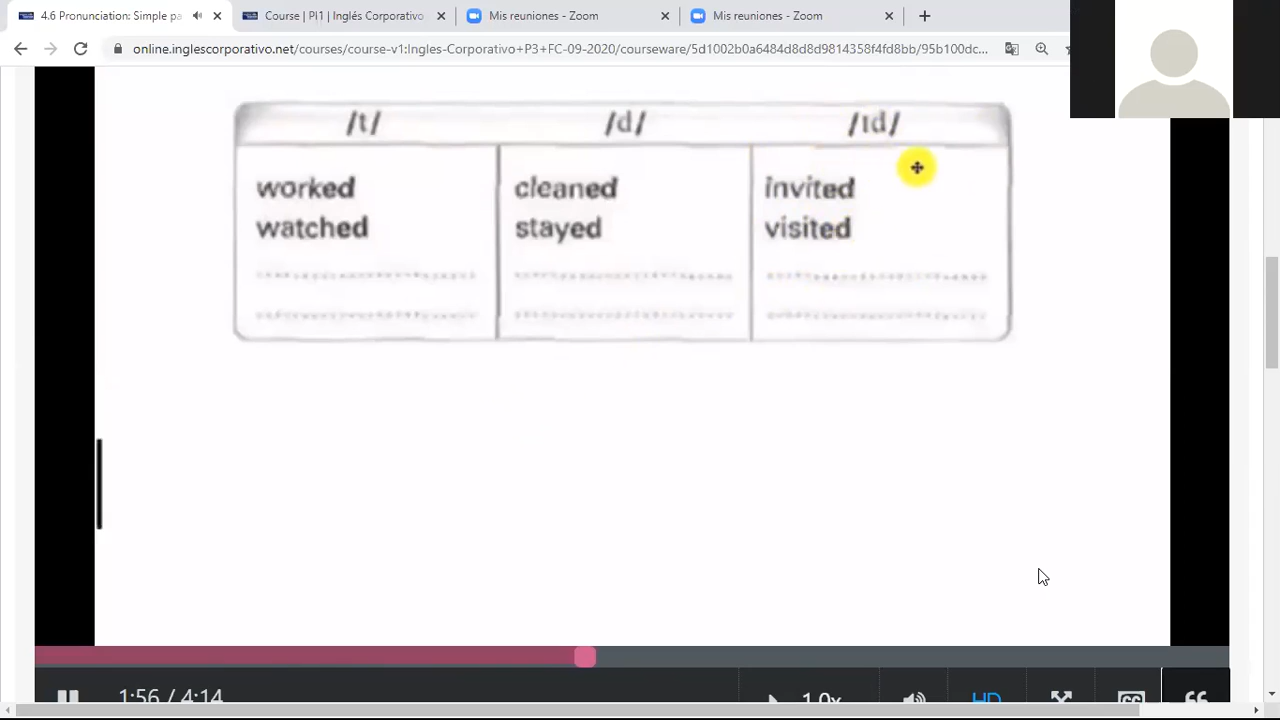 4.6 Pronunciation: Simple pa
Course | Pi1 | Inglés Corporativo
Mis reuniones - Zoom
Mis reuniones - Zoom
online.inglescorporativo.net/courses/course-v1:Ingles-Corporativo+P3+FC-09-2020/courseware/5d1002bd6486d8d8d9814358f4fd8bb/95b100dc...
/t/ /d/ /ɪd/
worked cleaned invited
watched stayed visited
1:56 / 4:14
1.0x
HD
CC